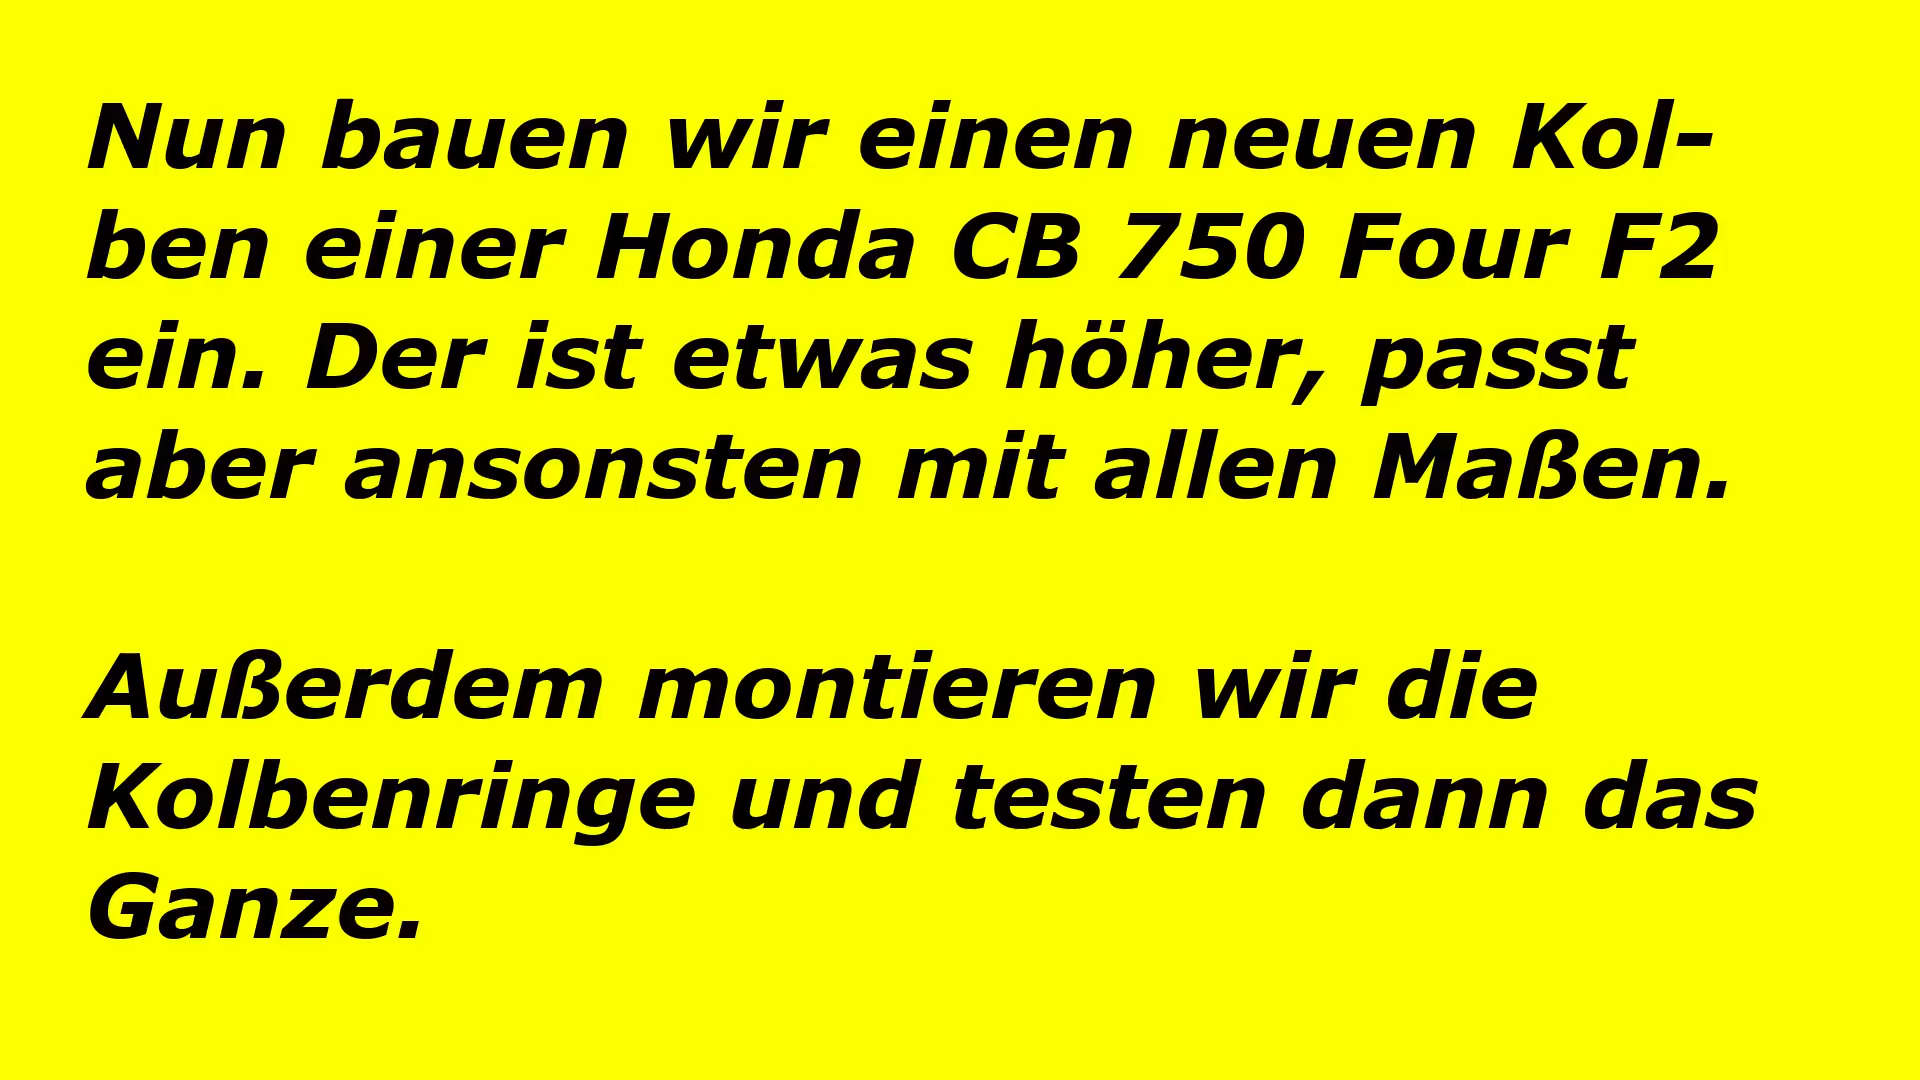 Nun bauen wir einen neuen Kol-
ben einer Honda CB 750 Four F2
ein. Der ist etwas höher, passt
aber ansonsten mit allen Maßen.
Außerdem montieren wir die
Kolbenringe und testen dann das
Ganze.